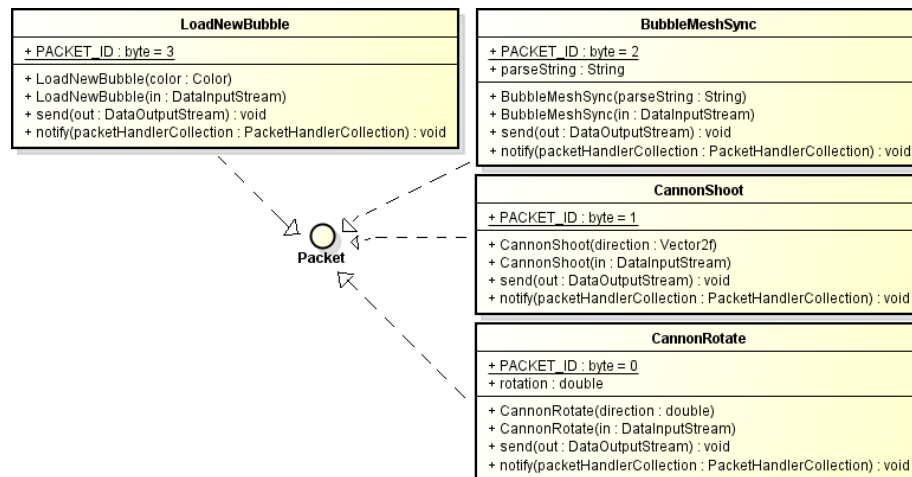 LoadNewBubble
+ PACKET_ID : byte = 3
+ LoadNewBubble(color : Color)
+ LoadNewBubble(in : DataInputStream)
+ send(out : DataOutputStream) : void
+ notify(packetHandlerCollection : PacketHandlerCollection) : void
BubbleMeshSync
+ PACKET_ID : byte = 2
+ parseString : String
+ BubbleMeshSync(parseString : String)
+ BubbleMeshSync(in : DataInputStream)
+ send(out : DataOutputStream) : void
+ notify(packetHandlerCollection : PacketHandlerCollection) : void
Packet
CannonShoot
+ PACKET_ID : byte = 1
+ CannonShoot(direction : Vector2f)
+ CannonShoot(in : DataInputStream)
+ send(out : DataOutputStream) : void
+ notify(packetHandlerCollection : PacketHandlerCollection) : void
CannonRotate
+ PACKET_ID : byte = 0
+ rotation : double
+ CannonRotate(direction : double)
+ CannonRotate(in : DataInputStream)
+ send(out : DataOutputStream) : void
+ notify(packetHandlerCollection : PacketHandlerCollection) : void